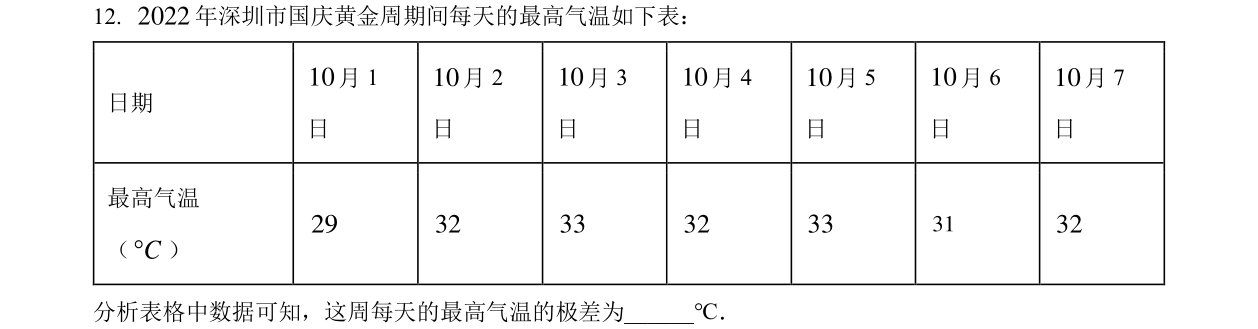 12. 2022年深圳市国庆黄金周期间每天的最高气温如下表：
日期 10月1日 10月2日 10月3日 10月4日 10月5日 10月6日 10月7日
最高气温（°C） 29 32 33 32 33 31 32
分析表格中数据可知，这周每天的最高气温的极差为______℃.